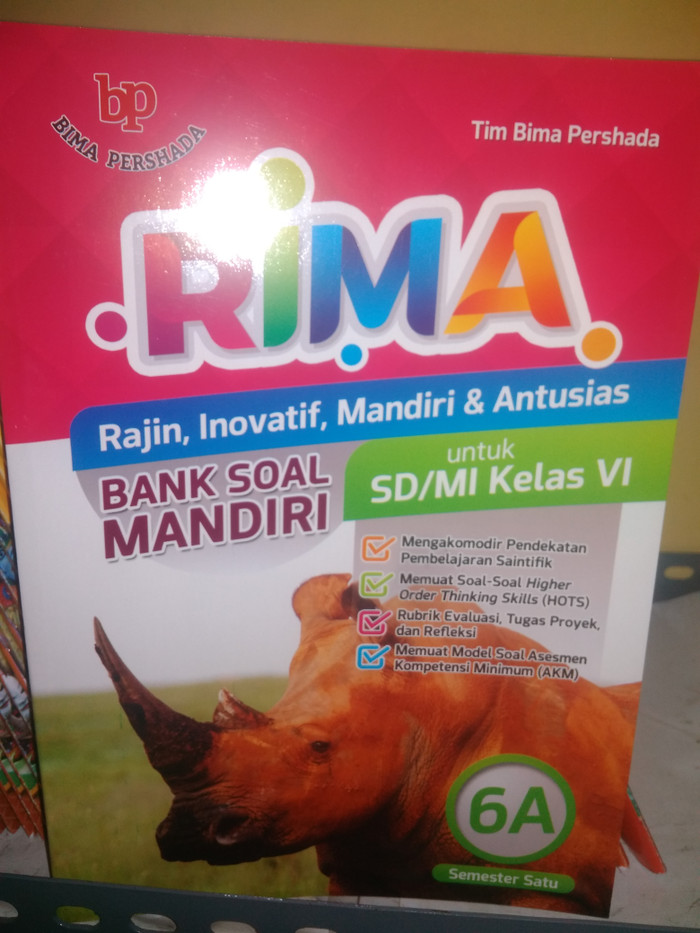 bp
BIMA PERSHADA
Tim Bima Pershada
RIMA
Rajin, Inovatif, Mandiri & Antusias
BANK SOAL
MANDIRI
untuk
SD/MI Kelas VI
Mengakomodir Pendekatan
Pembelajaran Saintifik
Memuat Soal-Soal Higher
Order Thinking Skills (HOTS)
Rubrik Evaluasi, Tugas Proyek,
dan Refleksi
Memuat Model Soal Asesmen
Kompetensi Minimum (AKM)
6A
Semester Satu